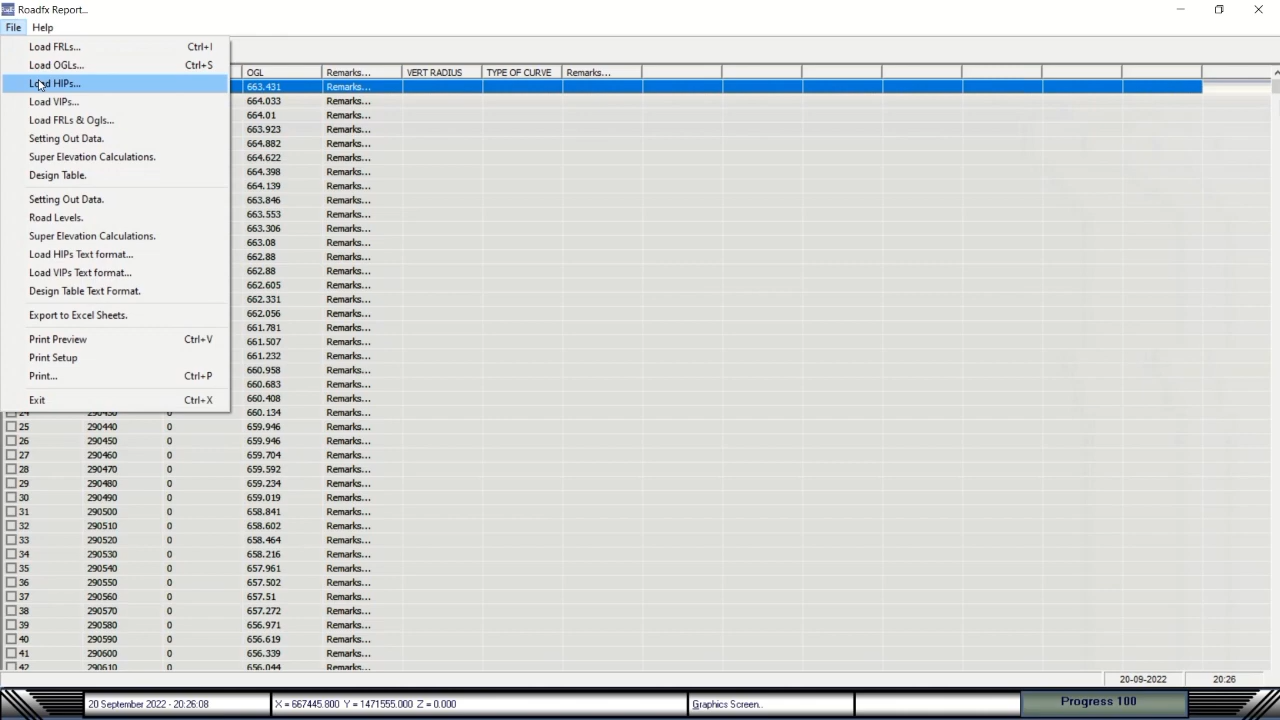 Roadfx Report...
File Help
Load FRLs... Ctrl+I
Load OGLs... Ctrl+S
Load HIPs...
Load VIPs...
Load FRLs & Ogls...
Setting Out Data.
Super Elevation Calculations.
Design Table.
Setting Out Data.
Road Levels.
Super Elevation Calculations.
Load HIPs Text format...
Load VIPs Text format...
Design Table Text Format.
Export to Excel Sheets.
Print Preview Ctrl+V
Print Setup
Print... Ctrl+P
Exit Ctrl+X
OGL Remarks... VERT RADIUS TYPE OF CURVE Remarks...
663.431 Remarks...
664.033 Remarks...
664.01 Remarks...
663.923 Remarks...
664.882 Remarks...
664.622 Remarks...
664.398 Remarks...
664.139 Remarks...
663.846 Remarks...
663.553 Remarks...
663.306 Remarks...
663.08 Remarks...
662.88 Remarks...
662.88 Remarks...
662.605 Remarks...
662.331 Remarks...
662.056 Remarks...
661.781 Remarks...
661.507 Remarks...
661.232 Remarks...
660.958 Remarks...
660.683 Remarks...
660.408 Remarks...
24 290430 0 660.134 Remarks...
25 290440 0 659.946 Remarks...
26 290450 0 659.946 Remarks...
27 290460 0 659.704 Remarks...
28 290470 0 659.592 Remarks...
29 290480 0 659.234 Remarks...
30 290490 0 659.019 Remarks...
31 290500 0 658.841 Remarks...
32 290510 0 658.602 Remarks...
33 290520 0 658.464 Remarks...
34 290530 0 658.216 Remarks...
35 290540 0 657.961 Remarks...
36 290550 0 657.502 Remarks...
37 290560 0 657.51 Remarks...
38 290570 0 657.272 Remarks...
39 290580 0 656.971 Remarks...
40 290590 0 656.619 Remarks...
41 290600 0 656.339 Remarks...
42 290610 0 656.044 Remarks...
20-09-2022 20:26
20 September 2022 - 20:26:08 X = 667445.800 Y = 1471555.000 Z = 0.000 Graphics Screen.. Progress 100